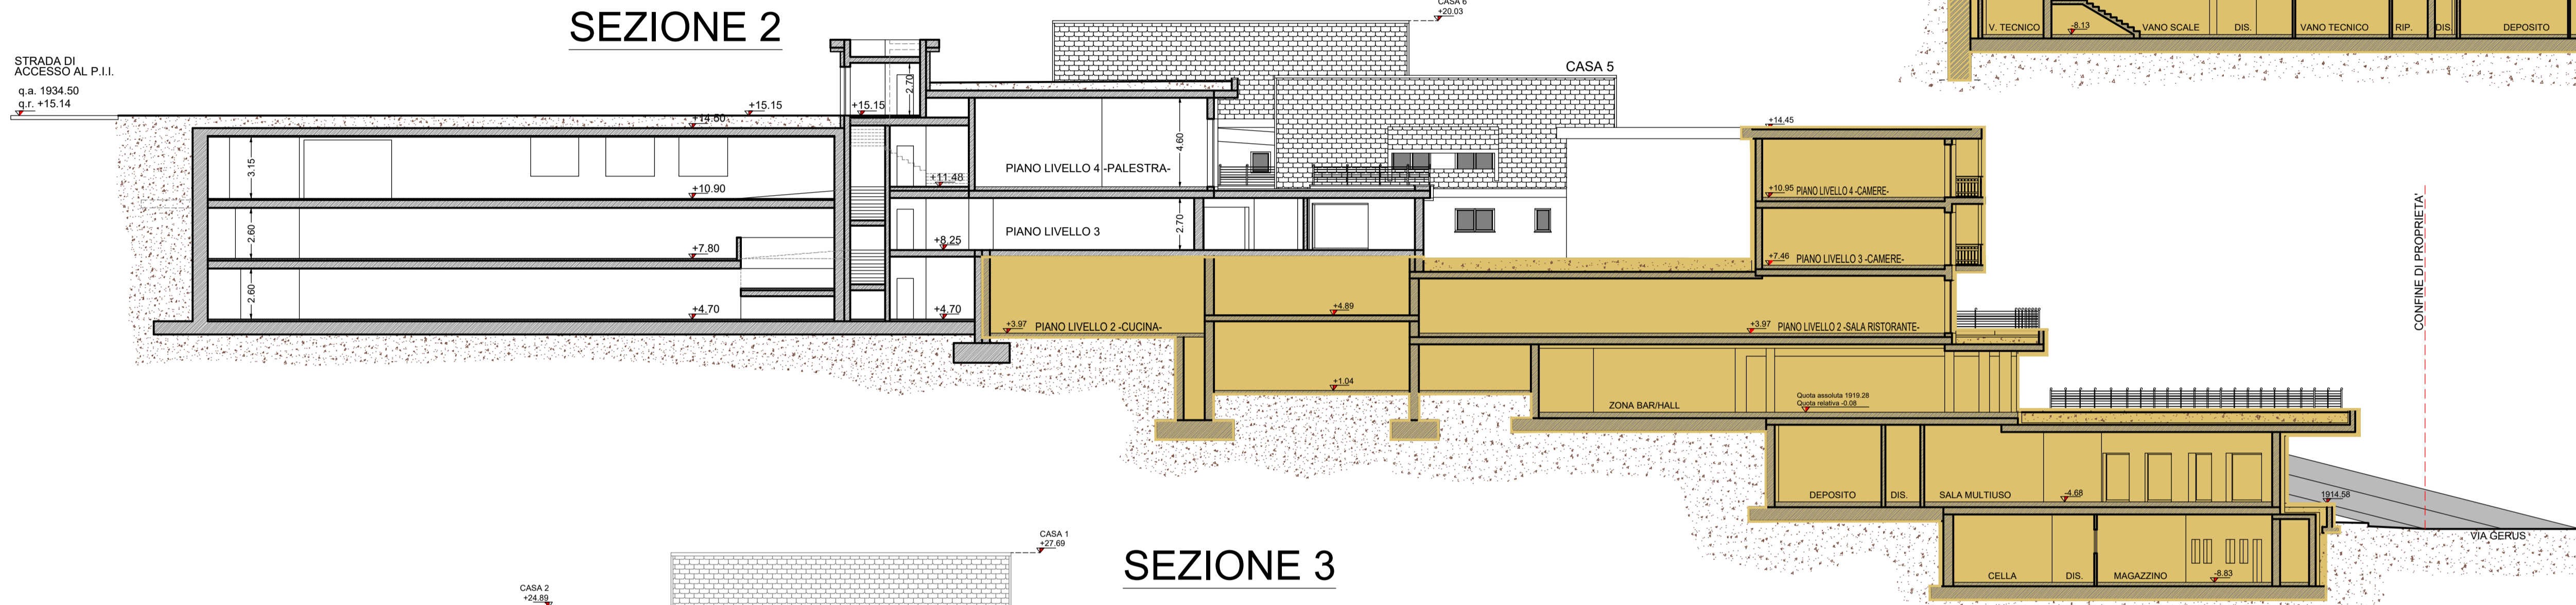 SEZIONE 2
CASA 6
+20.03
V. TECNICO
-8.13
VANO SCALE
DIS.
VANO TECNICO
RIP.
DIS
DEPOSITO
STRADA DI
ACCESSO AL P.I.I.
q.a. 1934.50
q.r. +15.14
CASA 5
+15.15
+15.15
2.70
+14.50
+14.45
3.15
4.60
PIANO LIVELLO 4 -PALESTRA-
+11.48
+10.90
+10.95 PIANO LIVELLO 4 -CAMERE-
2.60
2.70
PIANO LIVELLO 3
+8.25
+7.80
+7.46 PIANO LIVELLO 3 -CAMERE-
CONFINE DI PROPRIETA'
2.60
+4.70
+4.70
+4.89
+3.97 PIANO LIVELLO 2 -CUCINA-
+3.97 PIANO LIVELLO 2 -SALA RISTORANTE-
+1.04
ZONA BAR/HALL
Quota assoluta 1919.28
Quota relativa -0.08
DEPOSITO
DIS.
SALA MULTIUSO
-4.68
1914.58
VIA GERUS
CELLA
DIS.
MAGAZZINO
-8.83
CASA 1
+27.69
SEZIONE 3
CASA 2
+24.89